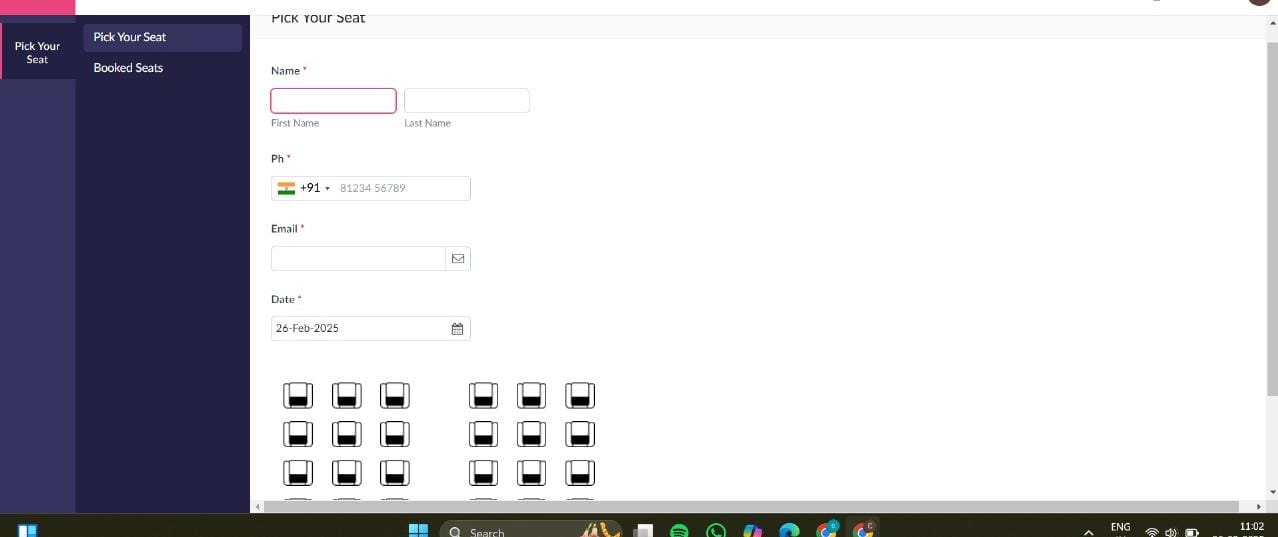 Pick Your Seat
Pick Your
Seat
Pick Your Seat
Booked Seats
Name *
First Name
Last Name
Ph *
+91
81234 56789
Email *
Date *
26-Feb-2025
Search
C
C
ENG
11:02